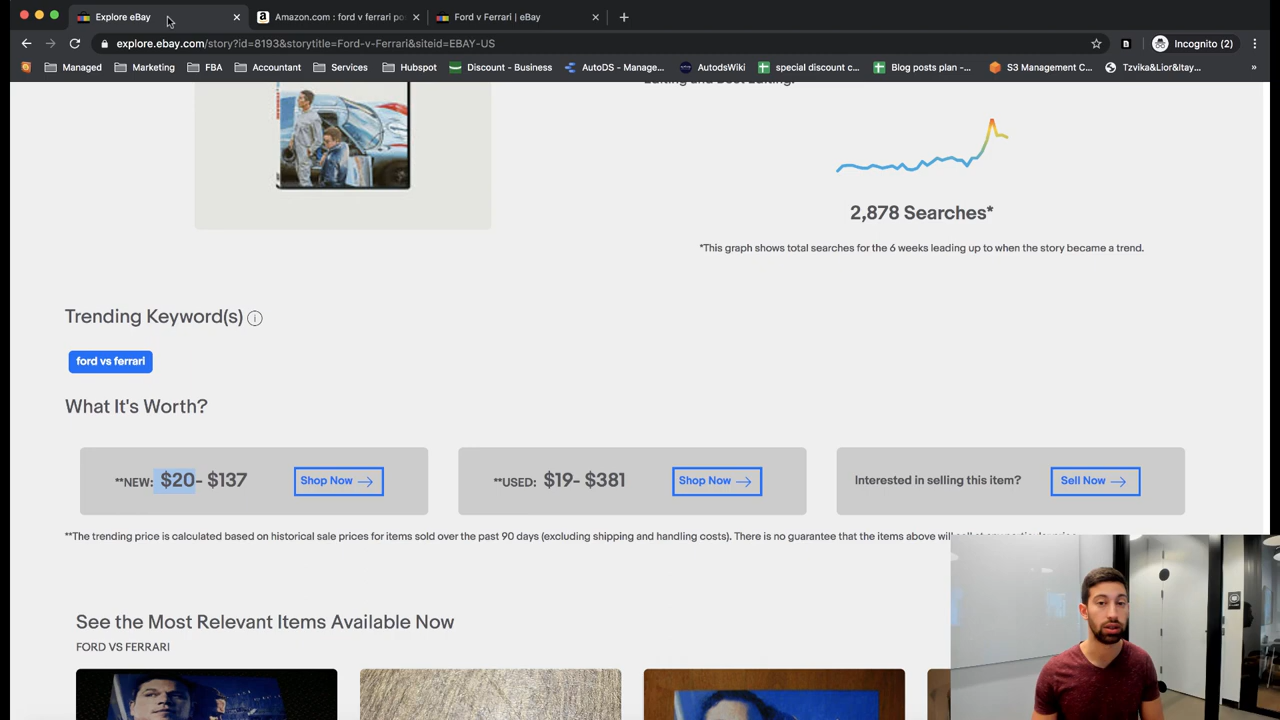 Explore eBay
Amazon.com : ford v ferrari po
Ford v Ferrari | eBay
explore.ebay.com/story?id=8193&storytitle=Ford-v-Ferrari&siteid=EBAY-US
Incognito (2)
Managed
Marketing
FBA
Accountant
Services
Hubspot
Discount - Business
AutoDS - Manage...
AutodsWiki
special discount c...
Blog posts plan -...
S3 Management C...
Tzvika&Lior&Itay...
»
2,878 Searches*
*This graph shows total searches for the 6 weeks leading up to when the story became a trend.
Trending Keyword(s) i
ford vs ferrari
What It's Worth?
**NEW: $20- $137
Shop Now
**USED: $19- $381
Shop Now
Interested in selling this item?
Sell Now
**The trending price is calculated based on historical sale prices for items sold over the past 90 days (excluding shipping and handling costs). There is no guarantee that the items above will
See the Most Relevant Items Available Now
FORD VS FERRARI